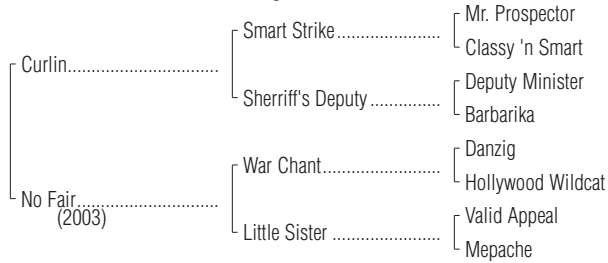 Mr. Prospector
Smart Strike......................
Classy 'n Smart
Curlin...............................
Deputy Minister
Sherriff's Deputy ...............
Barbarika
Danzig
War Chant.........................
Hollywood Wildcat
No Fair.............................
(2003)
Valid Appeal
Little Sister .......................
Mepache